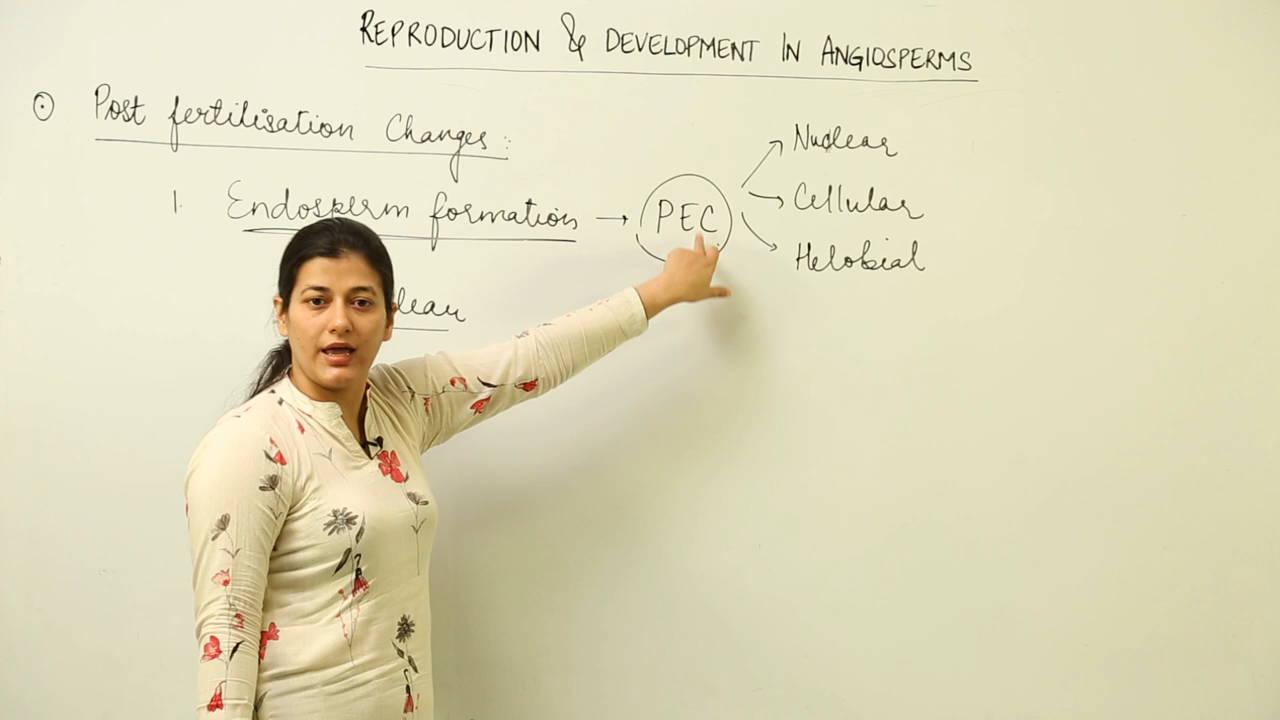 REPRODUCTION & DEVELOPMENT IN ANGIOSPERMS
Post fertilisation Changes:
1. Endosperm formation → PEC
Nuclear
Cellular
Helobial